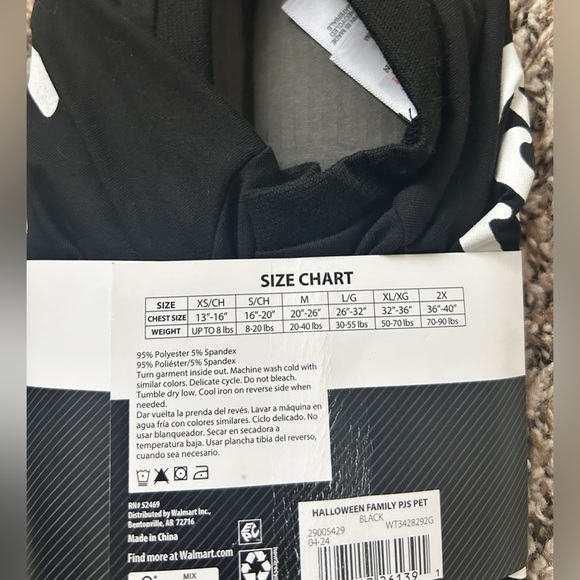 SIZE CHART
SIZE XS/CH S/CH M L/G XL/XG 2X
CHEST SIZE 13"-16" 16"-20" 20"-26" 26"-32" 32"-36" 36"-40"
WEIGHT UP TO 8 lbs 8-20 lbs 20-40 lbs 30-55 lbs 50-70 lbs 70-90 lbs
95% Polyester 5% Spandex
95% Poliéster/5% Spandex
Turn garment inside out. Machine wash cold with
similar colors. Delicate cycle. Do not bleach.
Tumble dry low. Cool iron on reverse side when
needed.
Dar vuelta la prenda del revés. Lavar a máquina en
agua fría con colores similares. Ciclo delicado. No
usar blanqueador. Secar en secadora a
temperatura baja. Usar plancha tibia del reverso,
cuando sea necesario.
RN# 52469
Distributed by Walmart Inc.,
Bentonville, AR 72716
Made in China
Find more at Walmart.com
MIX
HALLOWEEN FAMILY PJS PET
BLACK
29005429 WT3428292G
04-24